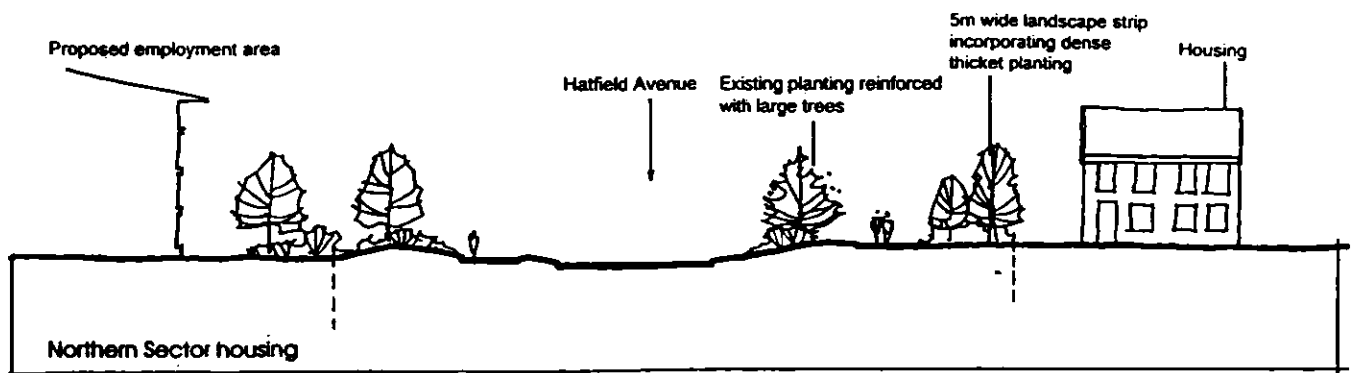 Proposed employment area
Hatfield Avenue
Existing planting reinforced
with large trees
5m wide landscape strip
incorporating dense
thicket planting
Housing
Northern Sector housing